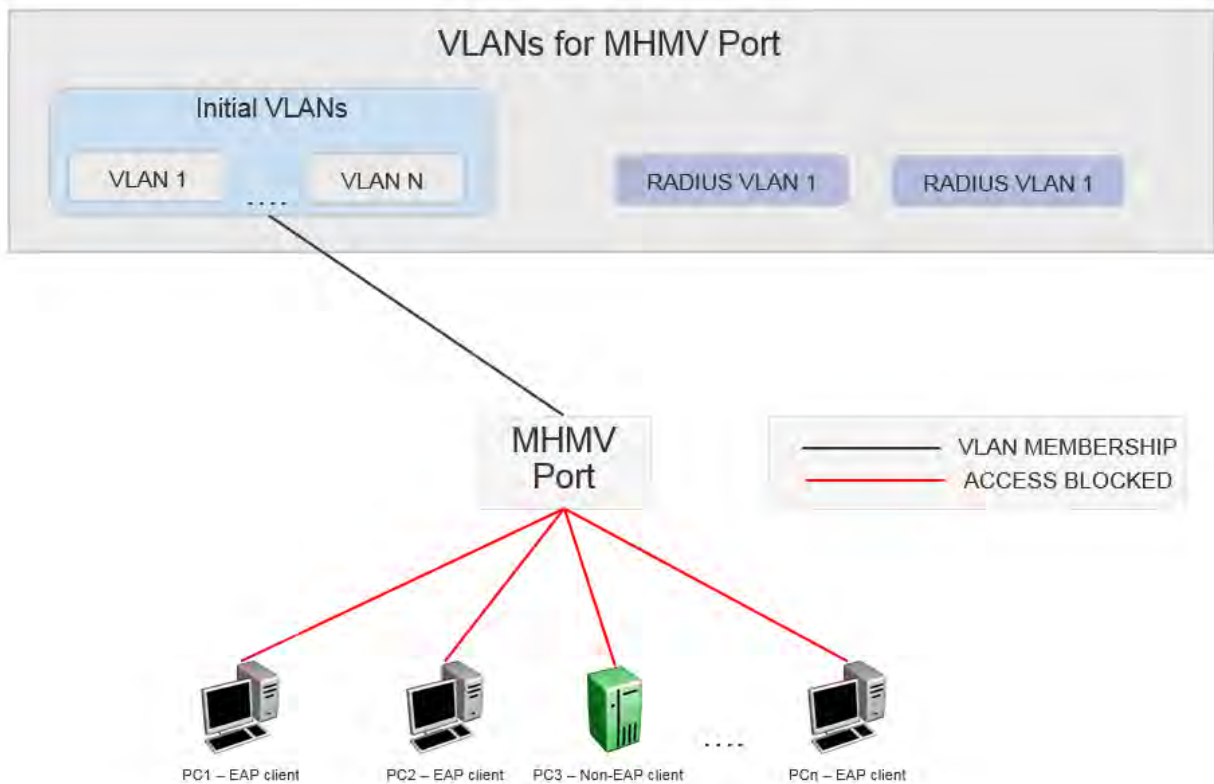 VLANs for MHMV Port
Initial VLANs
VLAN 1
....
VLAN N
RADIUS VLAN 1
RADIUS VLAN 1
MHMV
Port
VLAN MEMBERSHIP
ACCESS BLOCKED
....
PC1 – EAP client
PC2 – EAP client
PC3 – Non-EAP client
PCn – EAP client